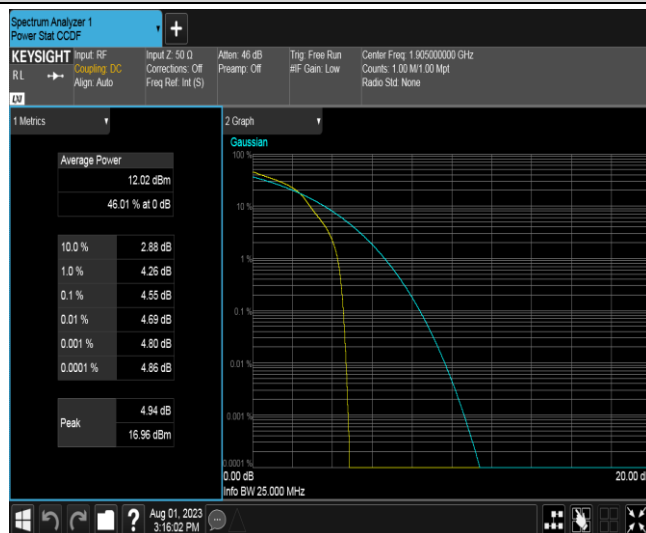 Spectrum Analyzer 1
Power Stat CCDF
KEYSIGHT
RL
LXI
Input: RF
Coupling: DC
Align: Auto
Input Z: 50 Ω
Corrections: Off
Freq Ref: Int (S)
Atten: 46 dB
Preamp: Off
Trig: Free Run
#IF Gain: Low
Center Freq: 1.905000000 GHz
Counts: 1.00 M/1.00 Mpt
Radio Std: None
1 Metrics
Average Power
12.02 dBm
46.01 % at 0 dB
10.0 % 2.88 dB
1.0 % 4.26 dB
0.1 % 4.55 dB
0.01 % 4.69 dB
0.001 % 4.80 dB
0.0001 % 4.86 dB
Peak
4.94 dB
16.96 dBm
2 Graph
Gaussian
100 %
10 %
1 %
0.1 %
0.01 %
0.001 %
0.0001 %
0.00 dB
20.00 d
Info BW 25.000 MHz
?
Aug 01, 2023
3:16:02 PM